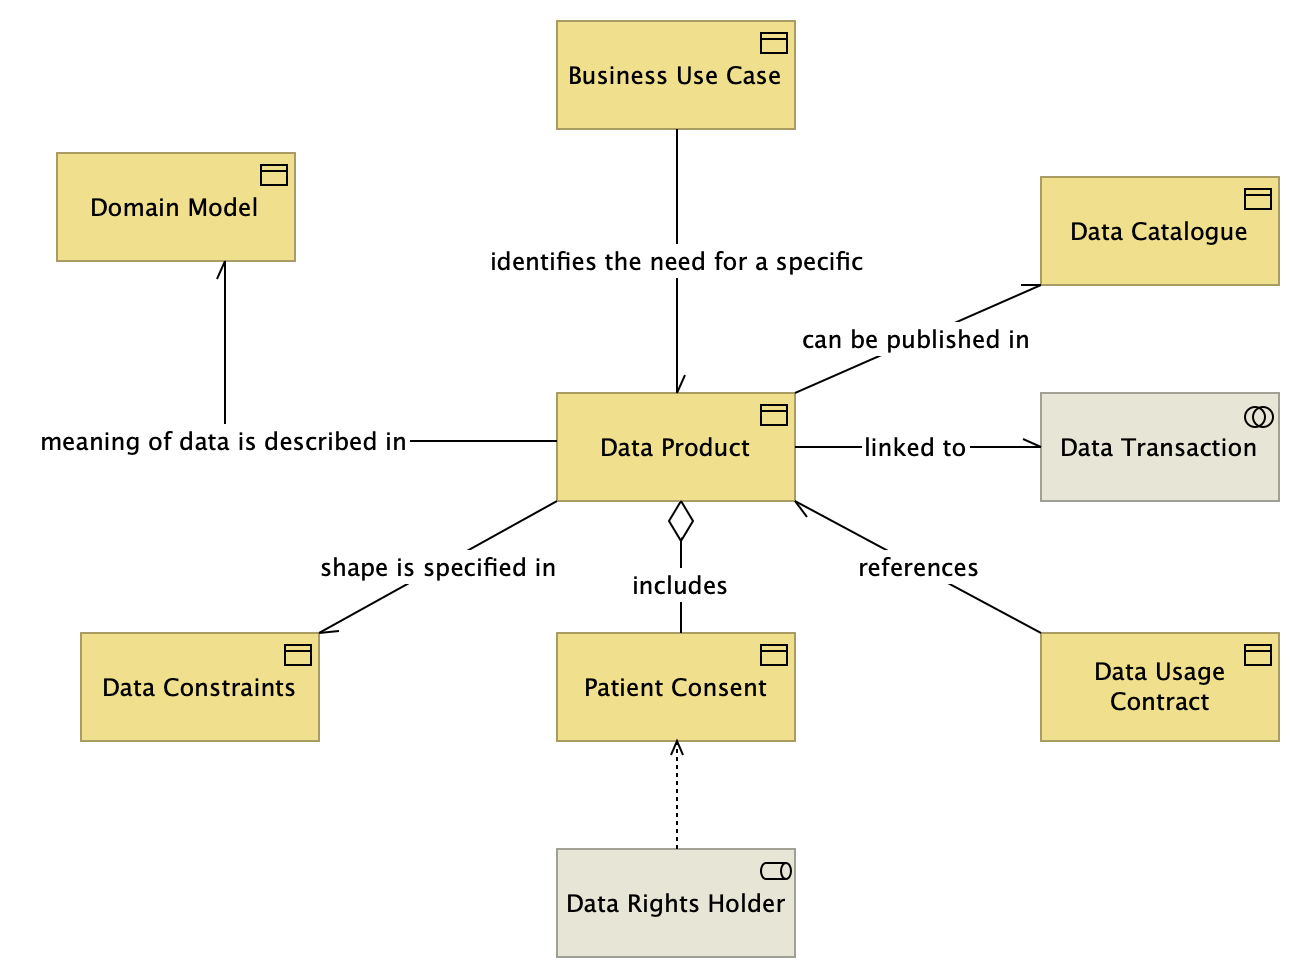 Business Use Case
Domain Model
Data Catalogue
identifies the need for a specific
can be published in
meaning of data is described in
Data Product
linked to
Data Transaction
shape is specified in
includes
references
Data Constraints
Patient Consent
Data Usage
Contract
Data Rights Holder